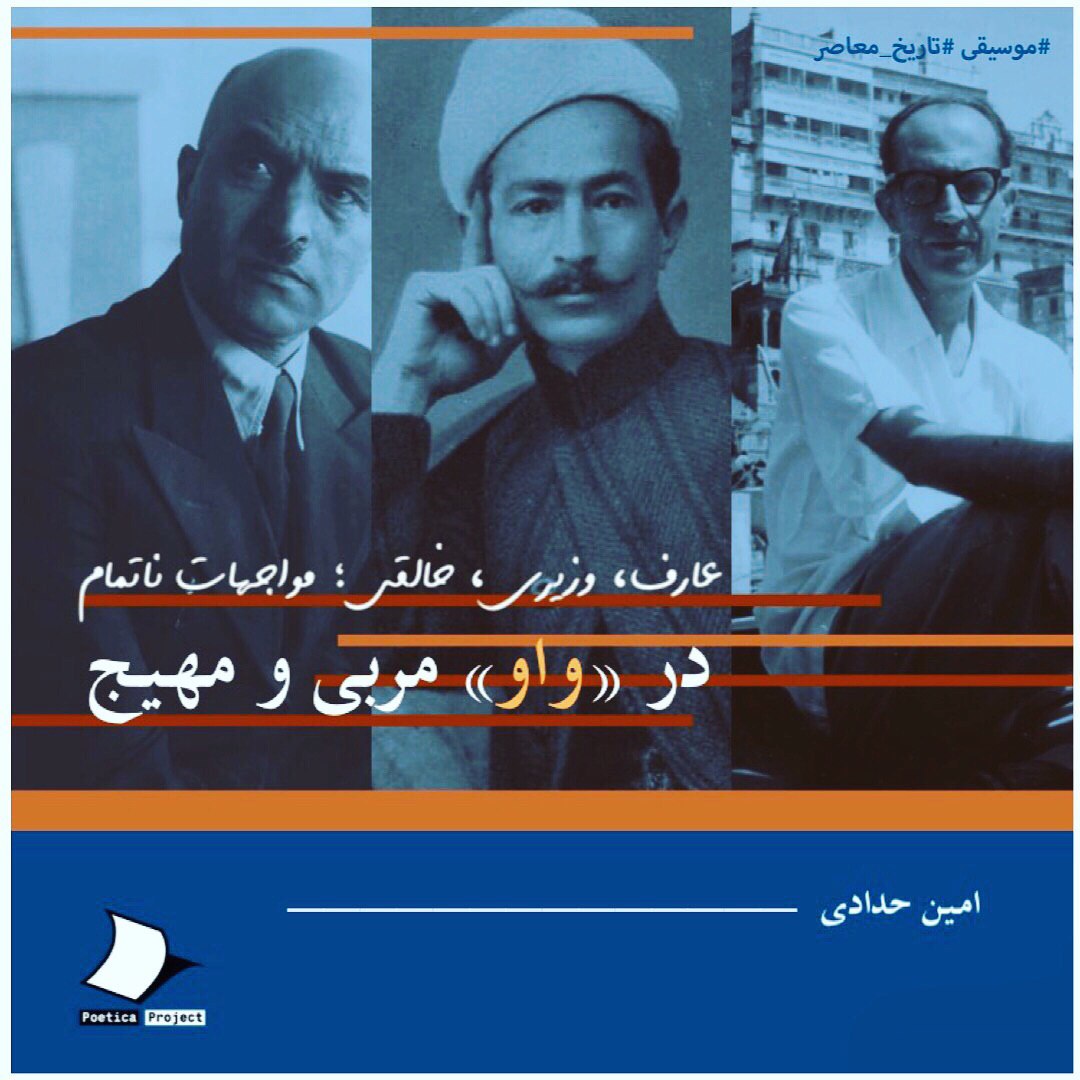 #موسیقی #تاریخ_معاصر
عارف، وزیری، خالقی؛ مواجهات ناتمام
در «واو» مربی و مهیج
امین حدادی
Poetica Project